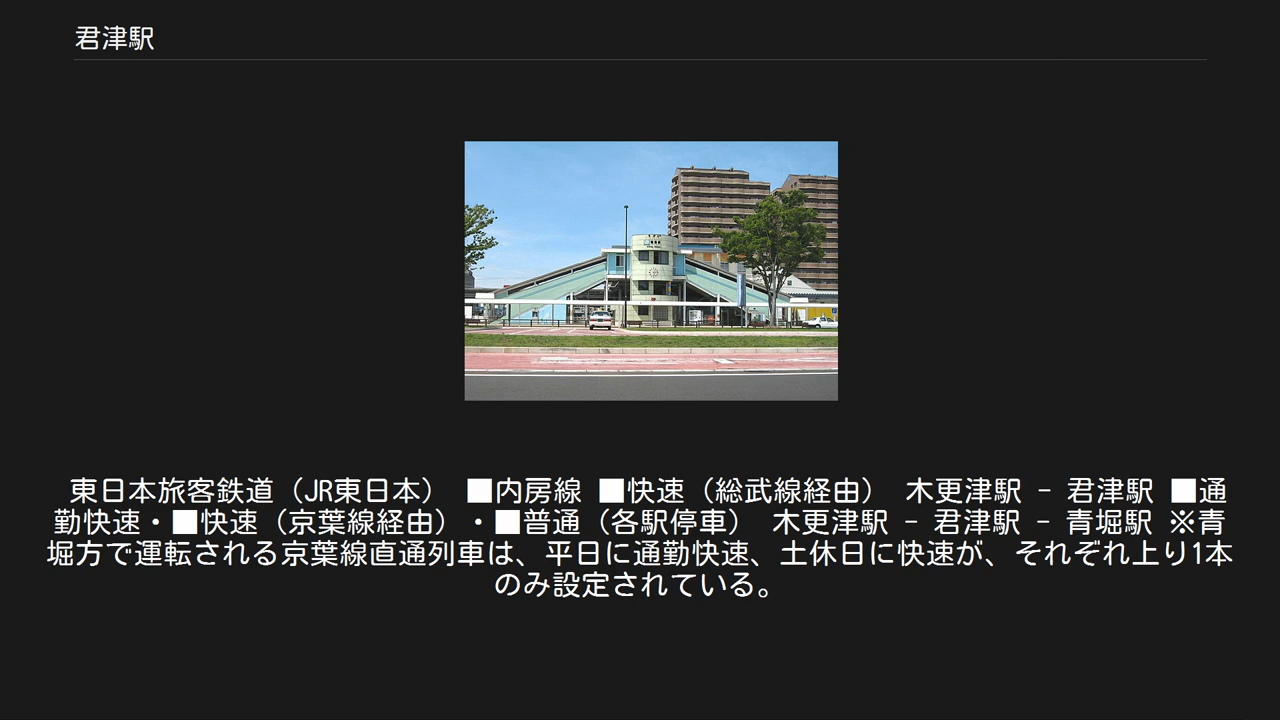 君津駅
東日本旅客鉄道（JR東日本） ■内房線 ■快速（総武線経由） 木更津駅 - 君津駅 ■通
勤快速・■快速（京葉線経由）・■普通（各駅停車） 木更津駅 - 君津駅 - 青堀駅 ※青
堀方で運転される京葉線直通列車は、平日に通勤快速、土休日に快速が、それぞれ上り1本
のみ設定されている。